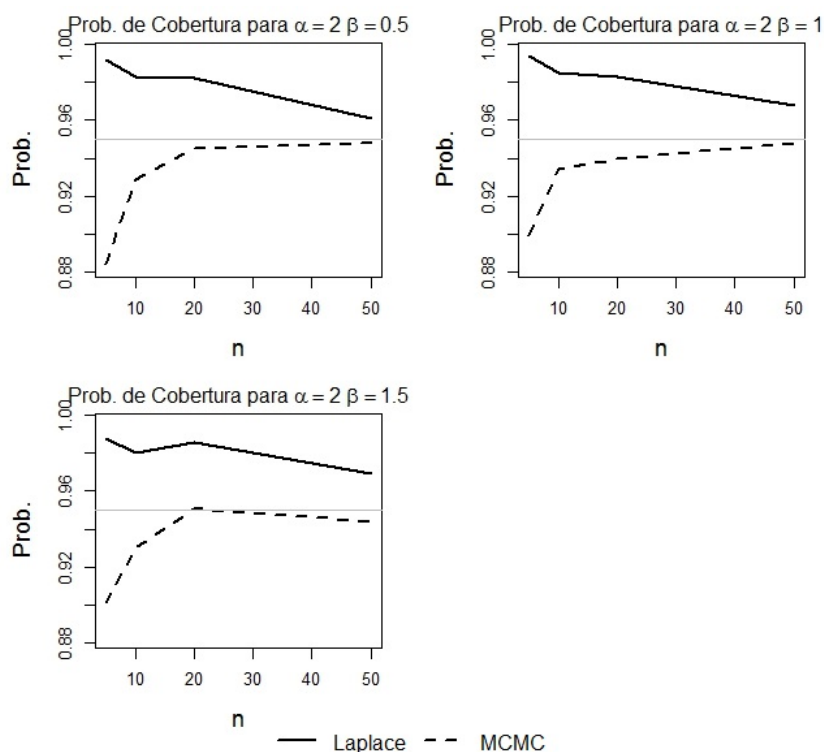 Prob. de Cobertura para α = 2 β = 0.5
Prob.
1.00
0.96
0.92
0.88
10 20 30 40 50
n
Prob. de Cobertura para α = 2 β = 1
Prob.
1.00
0.96
0.92
0.88
10 20 30 40 50
n
Prob. de Cobertura para α = 2 β = 1.5
Prob.
1.00
0.96
0.92
0.88
10 20 30 40 50
n
Laplace MCMC